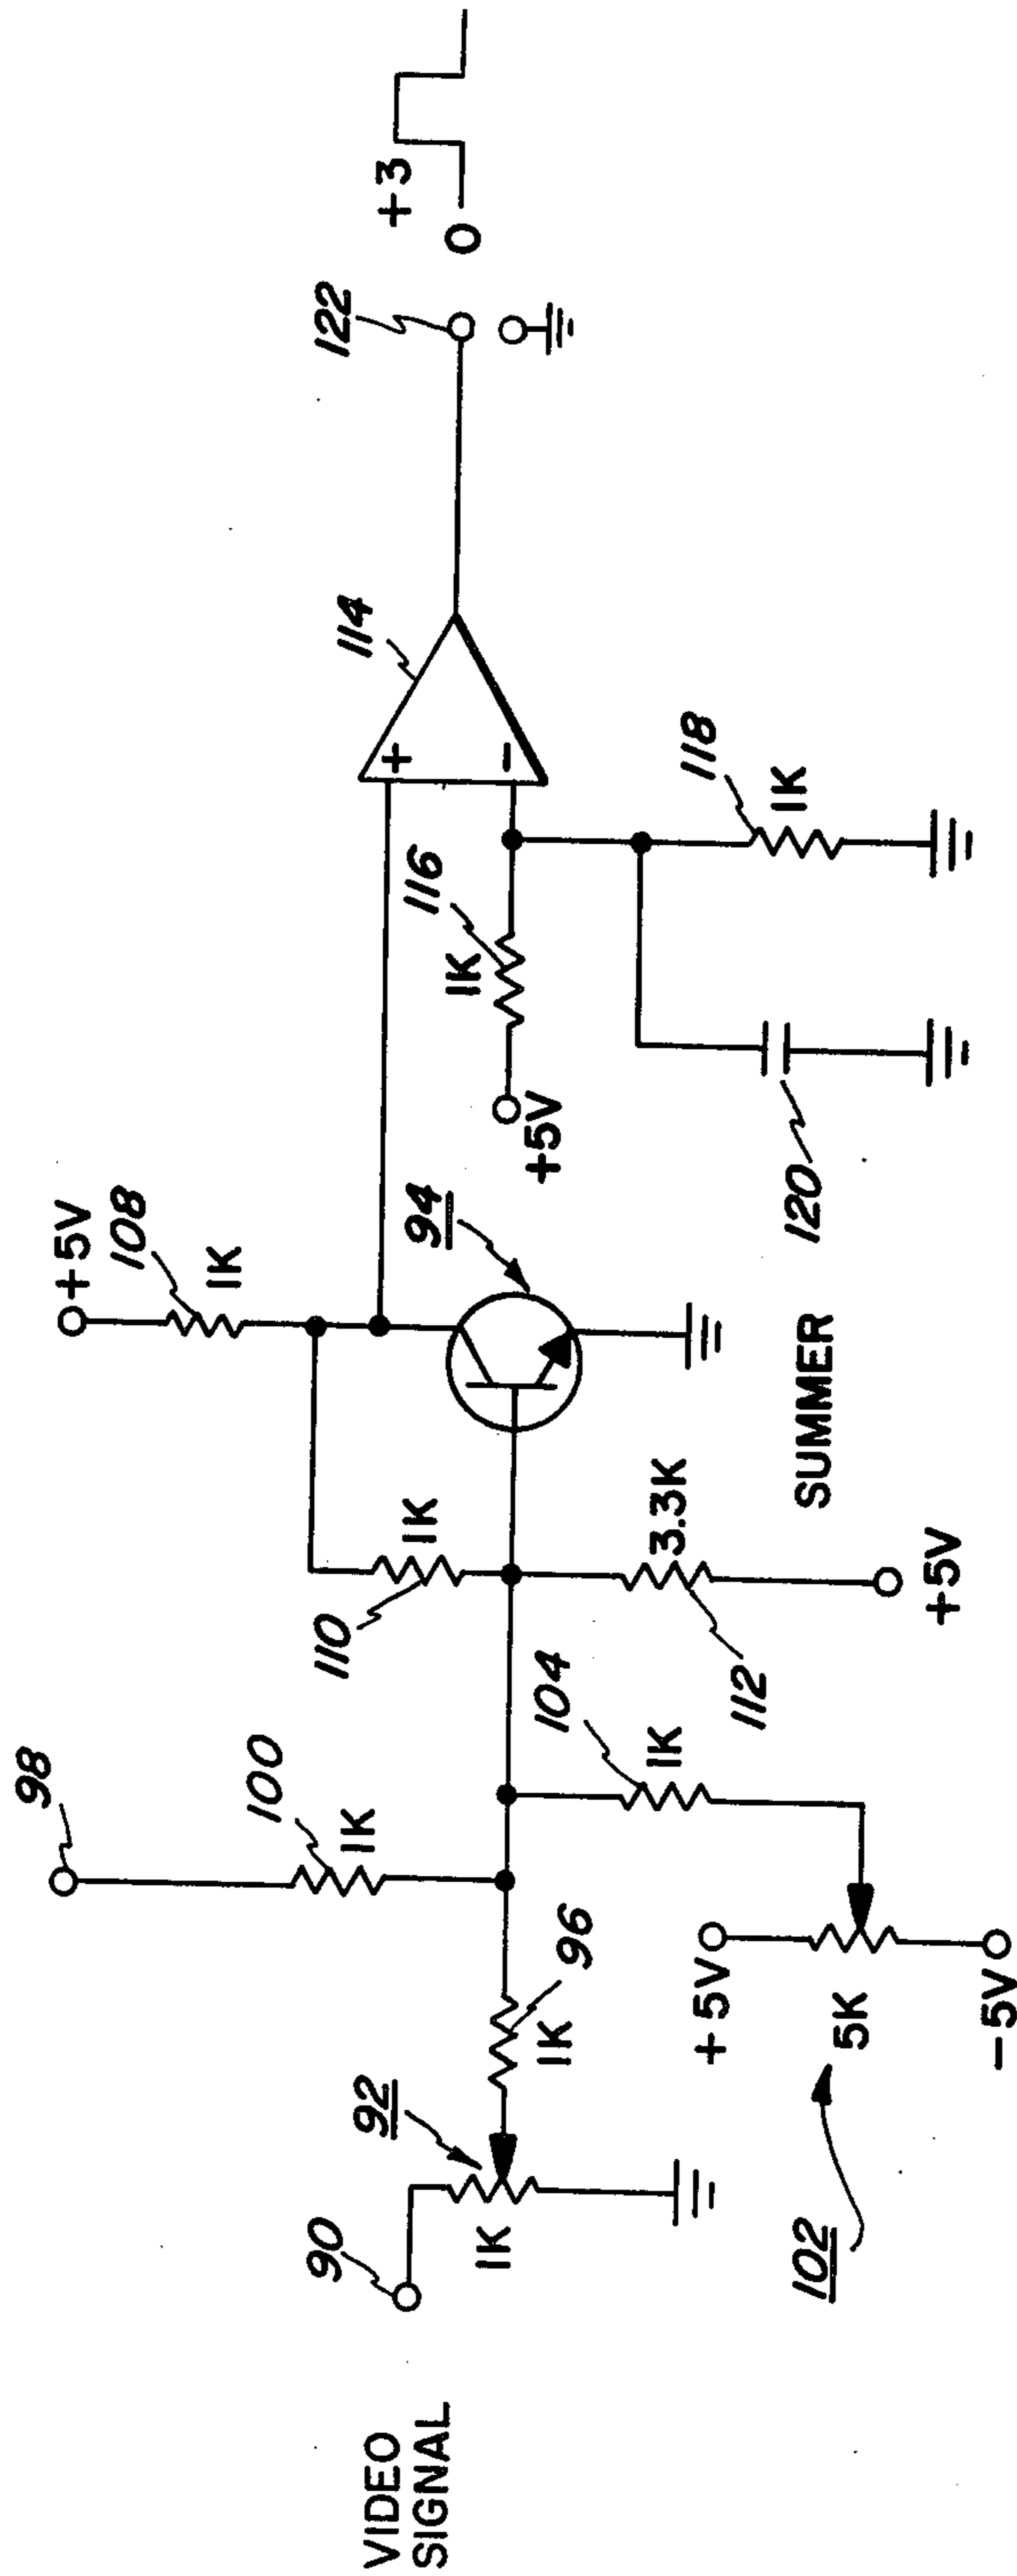 VIDEO
SIGNAL
90
92
1K
1K
96
98
100
1K
104
1K
+5V
5K
-5V
102
110
1K
112
3.3K
+5V
SUMMER
+5V
108
1K
94
114
+
-
116
1K
+5V
118
1K
120
122
+3
0